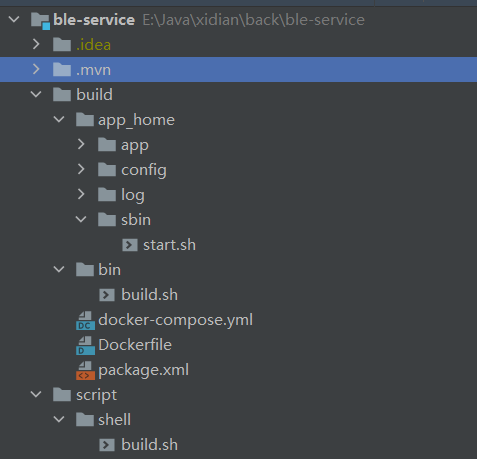 ble-service E:\Java\xidian\back\ble-service
.idea
.mvn
build
app_home
app
config
log
sbin
start.sh
bin
build.sh
docker-compose.yml
Dockerfile
package.xml
script
shell
build.sh